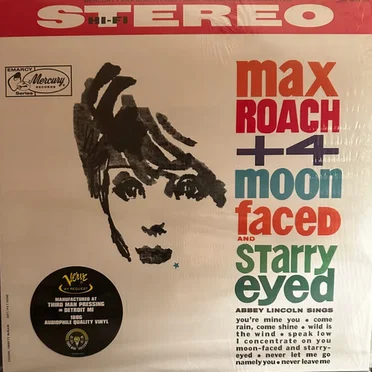 STEREO
HI-FI
EMARCY
Mercury
RECORDS
Series
max
ROACH
+4
moon
faced
AND
starry
eyed
ABBEY LINCOLN SINGS
you're mine you • come
rain, come shine • wild is
the wind • speak low
I concentrate on you
moon-faced and starry-
eyed • never let me go
namely you • never leave me
Verve
BY REQUEST
MANUFACTURED AT
THIRD MAN PRESSING
IN DETROIT MI
180G
AUDIOPHILE QUALITY VINYL